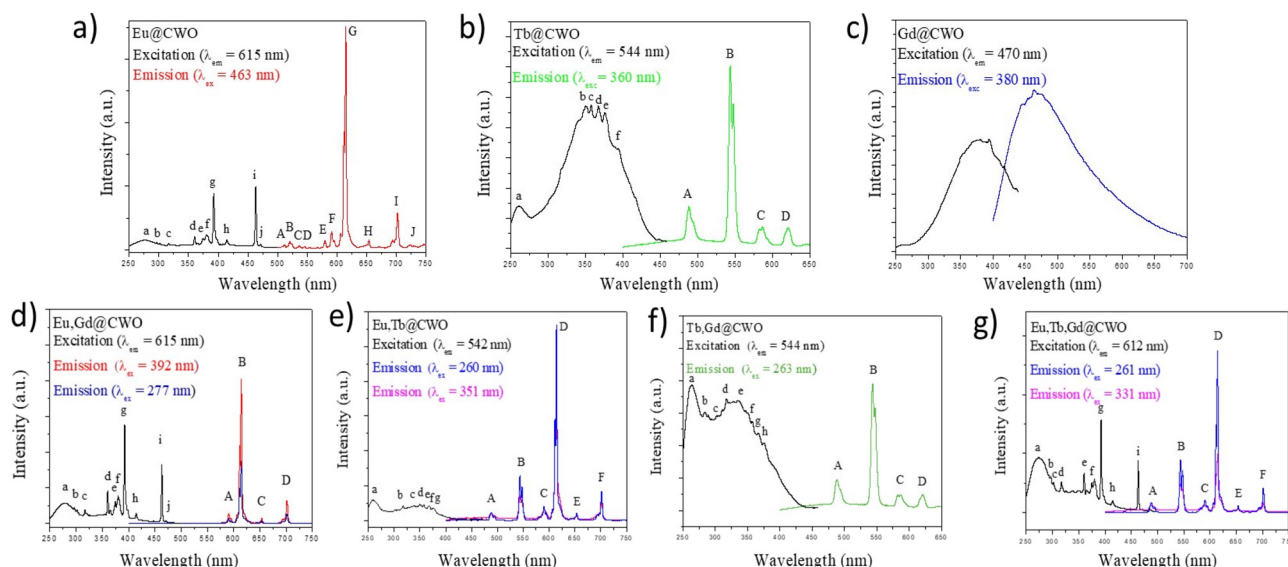 a)
Eu@CWO
Excitation (λem = 615 nm)
Emission (λex = 463 nm)
Intensity (a.u.)
a b c d e f g h i j A B C D E F G H I J
250 300 350 400 450 500 550 600 650 700 750
Wavelength (nm)
b)
Tb@CWO
Excitation (λem = 544 nm)
Emission (λexc = 360 nm)
Intensity (a.u.)
a b c d e f A B C D
250 300 350 400 450 500 550 600 650
Wavelength (nm)
c)
Gd@CWO
Excitation (λem = 470 nm)
Emission (λexc = 380 nm)
Intensity (a.u.)
250 300 350 400 450 500 550 600 650 700
Wavelength (nm)
d)
Eu,Gd@CWO
Excitation (λem = 615 nm)
Emission (λex = 392 nm)
Emission (λex = 277 nm)
Intensity (a.u.)
a b c d e f g h i j A B C D
250 300 350 400 450 500 550 600 650 700 750
Wavelength (nm)
e)
Eu,Tb@CWO
Excitation (λem = 542 nm)
Emission (λex = 260 nm)
Emission (λex = 351 nm)
Intensity (a.u.)
a b c d e f g A B C D E F
250 300 350 400 450 500 550 600 650 700 750
Wavelength (nm)
f)
Tb,Gd@CWO
Excitation (λem = 544 nm)
Emission (λex = 263 nm)
Intensity (a.u.)
a b c d e f g h A B C D
250 300 350 400 450 500 550 600 650
Wavelength (nm)
g)
Eu,Tb,Gd@CWO
Excitation (λem = 612 nm)
Emission (λex = 261 nm)
Emission (λex = 331 nm)
Intensity (a.u.)
a b c d e f g h i A B C D E F
250 300 350 400 450 500 550 600 650 700 750
Wavelength (nm)